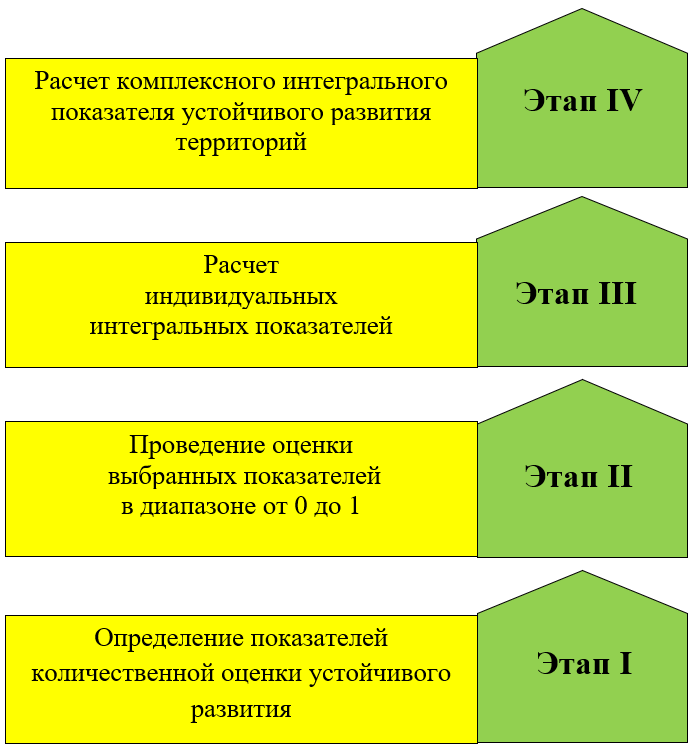 Расчет комплексного интегрального
показателя устойчивого развития
территорий
Этап IV
Расчет
индивидуальных
интегральных показателей
Этап III
Проведение оценки
выбранных показателей
в диапазоне от 0 до 1
Этап II
Определение показателей
количественной оценки устойчивого
развития
Этап I